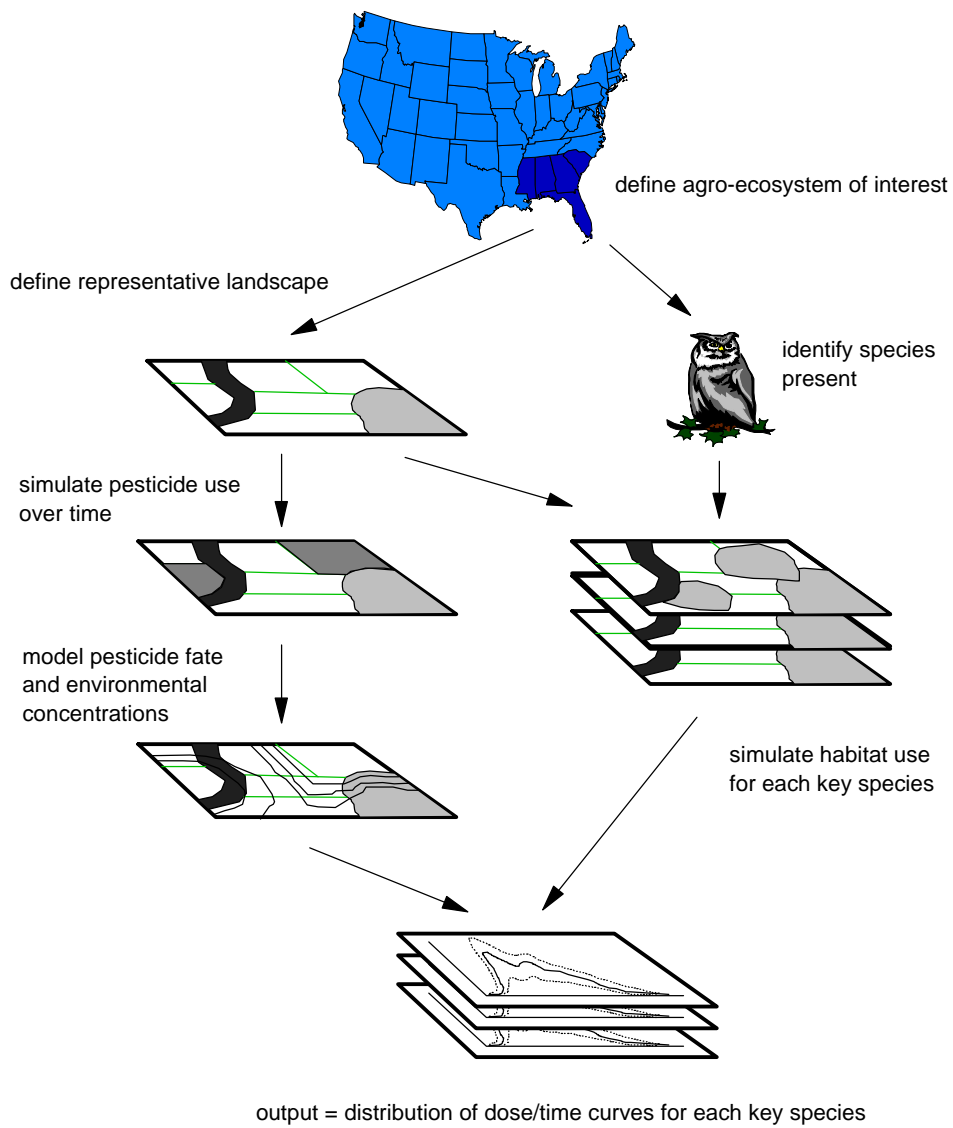 define agro-ecosystem of interest
define representative landscape
identify species
present
simulate pesticide use
over time
model pesticide fate
and environmental
concentrations
simulate habitat use
for each key species
output = distribution of dose/time curves for each key species